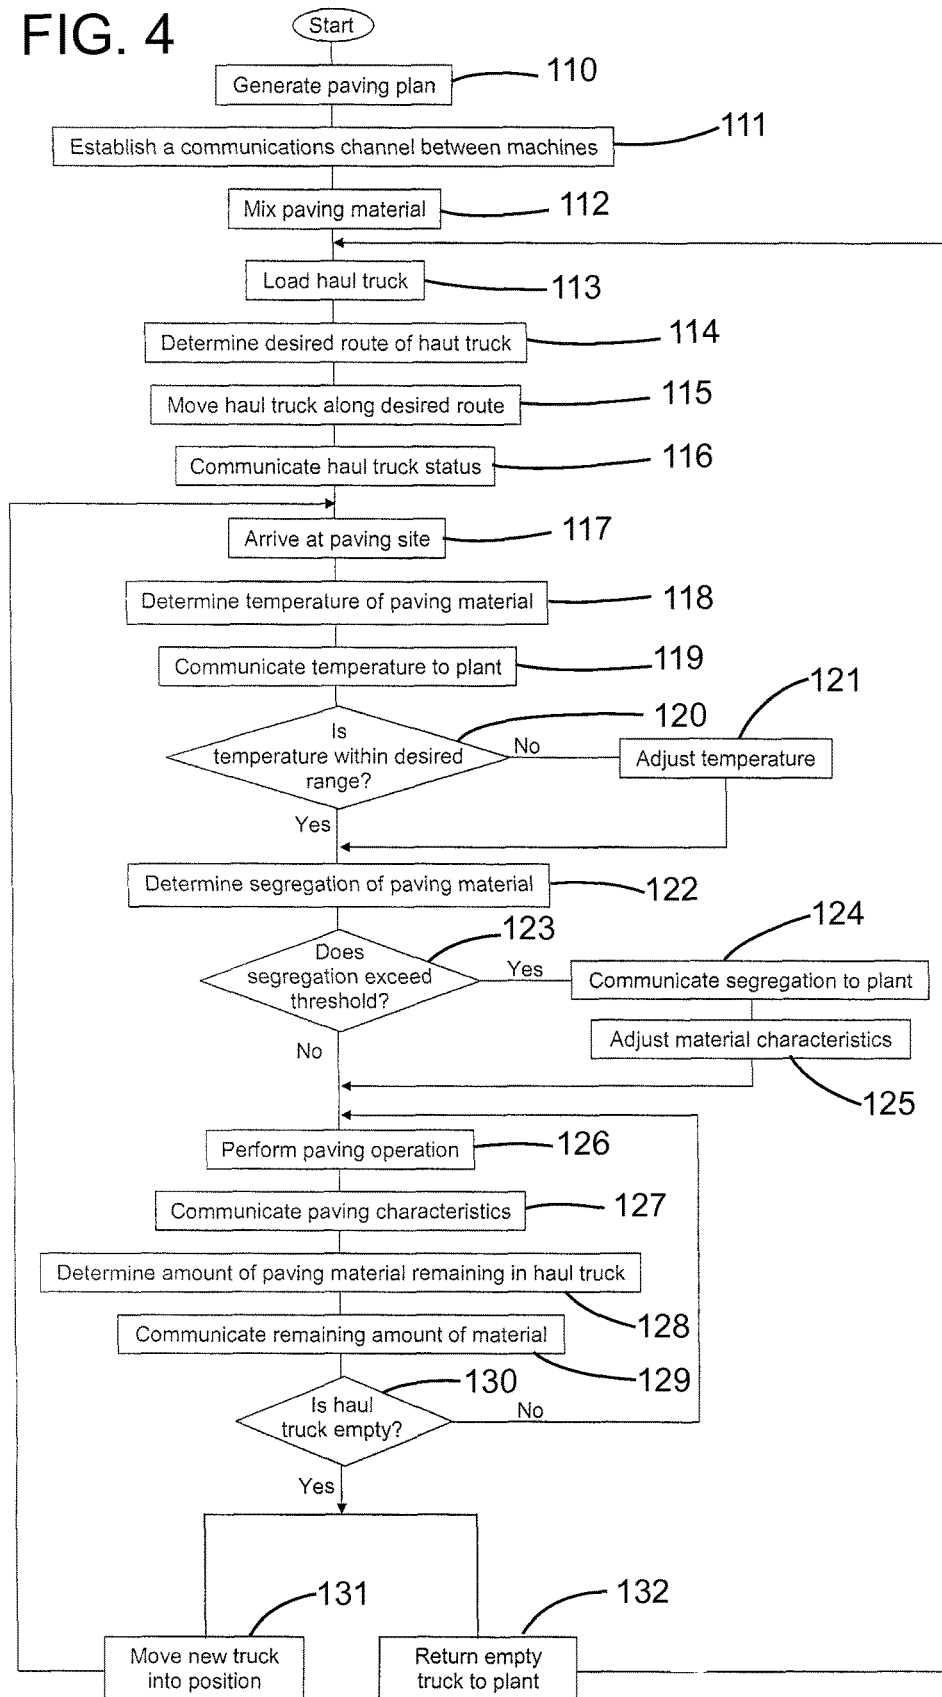 FIG. 4
Start
Generate paving plan
110
Establish a communications channel between machines
111
Mix paving material
112
Load haul truck
113
Determine desired route of haut truck
114
Move haul truck along desired route
115
Communicate haul truck status
116
Arrive at paving site
117
Determine temperature of paving material
118
Communicate temperature to plant
119
Is
temperature within desired
range?
120
No
Adjust temperature
121
Yes
Determine segregation of paving material
122
Does
segregation exceed
threshold?
123
Yes
Communicate segregation to plant
124
Adjust material characteristics
125
No
Perform paving operation
126
Communicate paving characteristics
127
Determine amount of paving material remaining in haul truck
128
Communicate remaining amount of material
129
Is haul
truck empty?
130
No
Yes
Move new truck
into position
131
Return empty
truck to plant
132